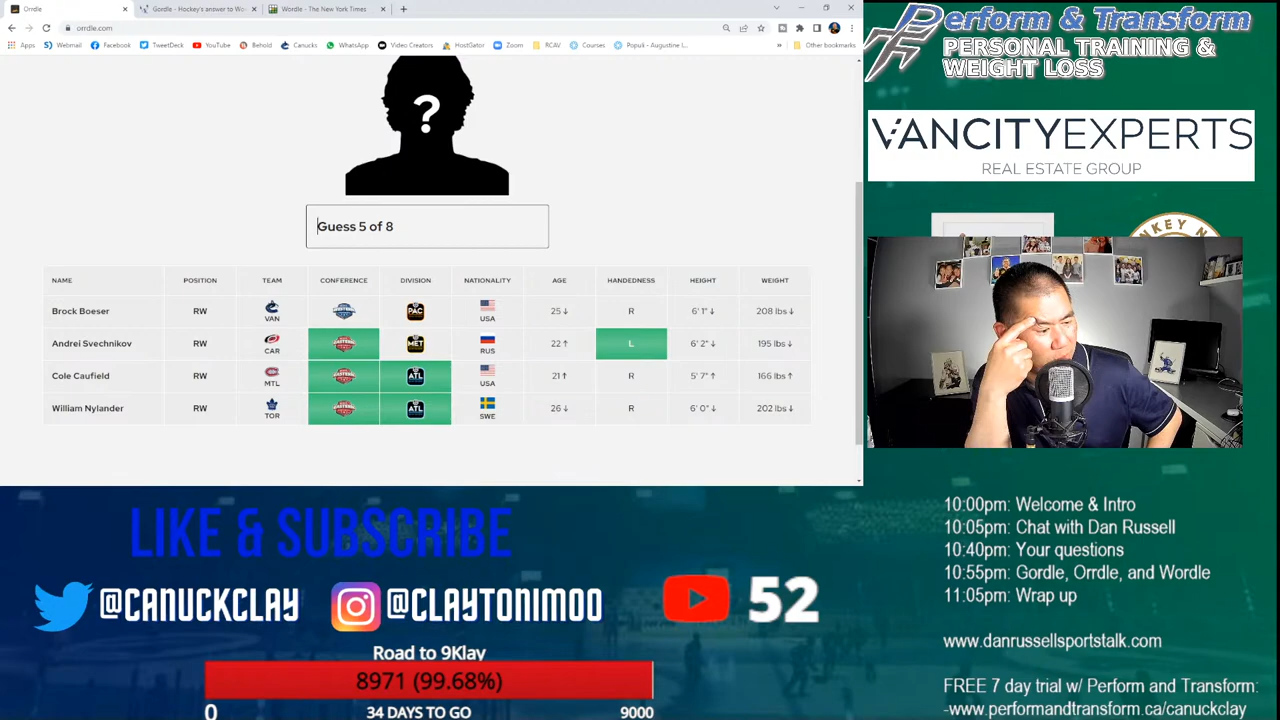 Orrdle
Gordle - Hockey's answer to Wo
Wordle - The New York Times
orrdle.com
Apps
Webmail
Facebook
TweetDeck
YouTube
Behold
Canucks
WhatsApp
Video Creators
HostGator
Zoom
RCAV
Courses
Populi - Augustine I...
Other bookmarks
?
Guess 5 of 8
NAME POSITION TEAM CONFERENCE DIVISION NATIONALITY AGE HANDEDNESS HEIGHT WEIGHT
Brock Boeser RW VAN PAC USA 25 ↓ R 6' 1" ↓ 208 lbs ↓
Andrei Svechnikov RW CAR MET RUS 22 ↑ L 6' 2" ↓ 195 lbs ↓
Cole Caufield RW MTL ATL USA 21 ↑ R 5' 7" ↑ 166 lbs ↑
William Nylander RW TOR ATL SWE 26 ↓ R 6' 0" ↓ 202 lbs ↓
Perform & Transform
PERSONAL TRAINING &
WEIGHT LOSS
VANCITYEXPERTS
REAL ESTATE GROUP
LIKE & SUBSCRIBE
@CANUCKCLAY
@CLAYTONIMOO
52
Road to 9Klay
8971 (99.68%)
0 34 DAYS TO GO 9000
10:00pm: Welcome & Intro
10:05pm: Chat with Dan Russell
10:40pm: Your questions
10:55pm: Gordle, Orrdle, and Wordle
11:05pm: Wrap up
www.danrussellsportstalk.com
FREE 7 day trial w/ Perform and Transform:
-www.performandtransform.ca/canuckclay